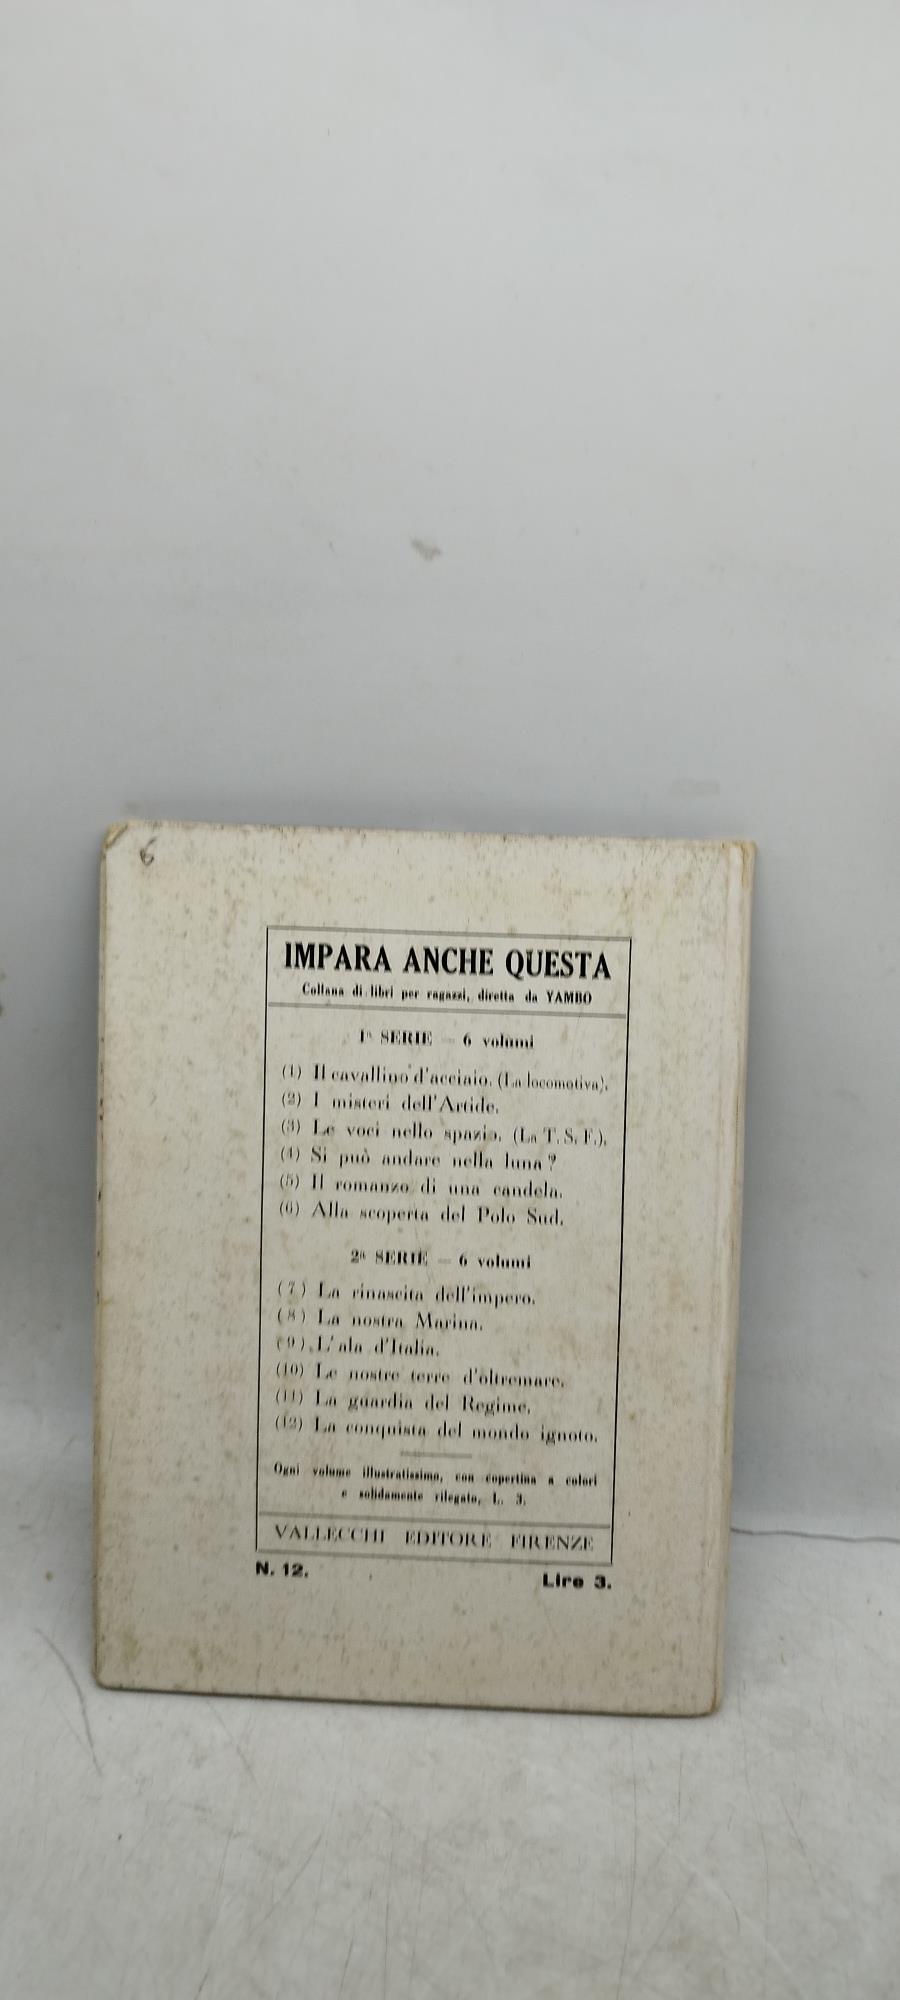 6
IMPARA ANCHE QUESTA
Collana di libri per ragazzi, diretta da YAMBO
1ª SERIE — 6 volumi
(1) Il cavallino d'acciaio. (La locomotiva).
(2) I misteri dell'Artide.
(3) Le voci nello spazio. (La T. S. F.).
(4) Si può andare nella luna?
(5) Il romanzo di una candela.
(6) Alla scoperta del Polo Sud.
2ª SERIE — 6 volumi
(7) La rinascita dell'impero.
(8) La nostra Marina.
(9) L'ala d'Italia.
(10) Le nostre terre d'oltremare.
(11) La guardia del Regime.
(12) La conquista del mondo ignoto.
Ogni volume illustratissimo, con copertina a colori
e solidamente rilegato, L. 3.
VALLECCHI EDITORE FIRENZE
N. 12. Lire 3.